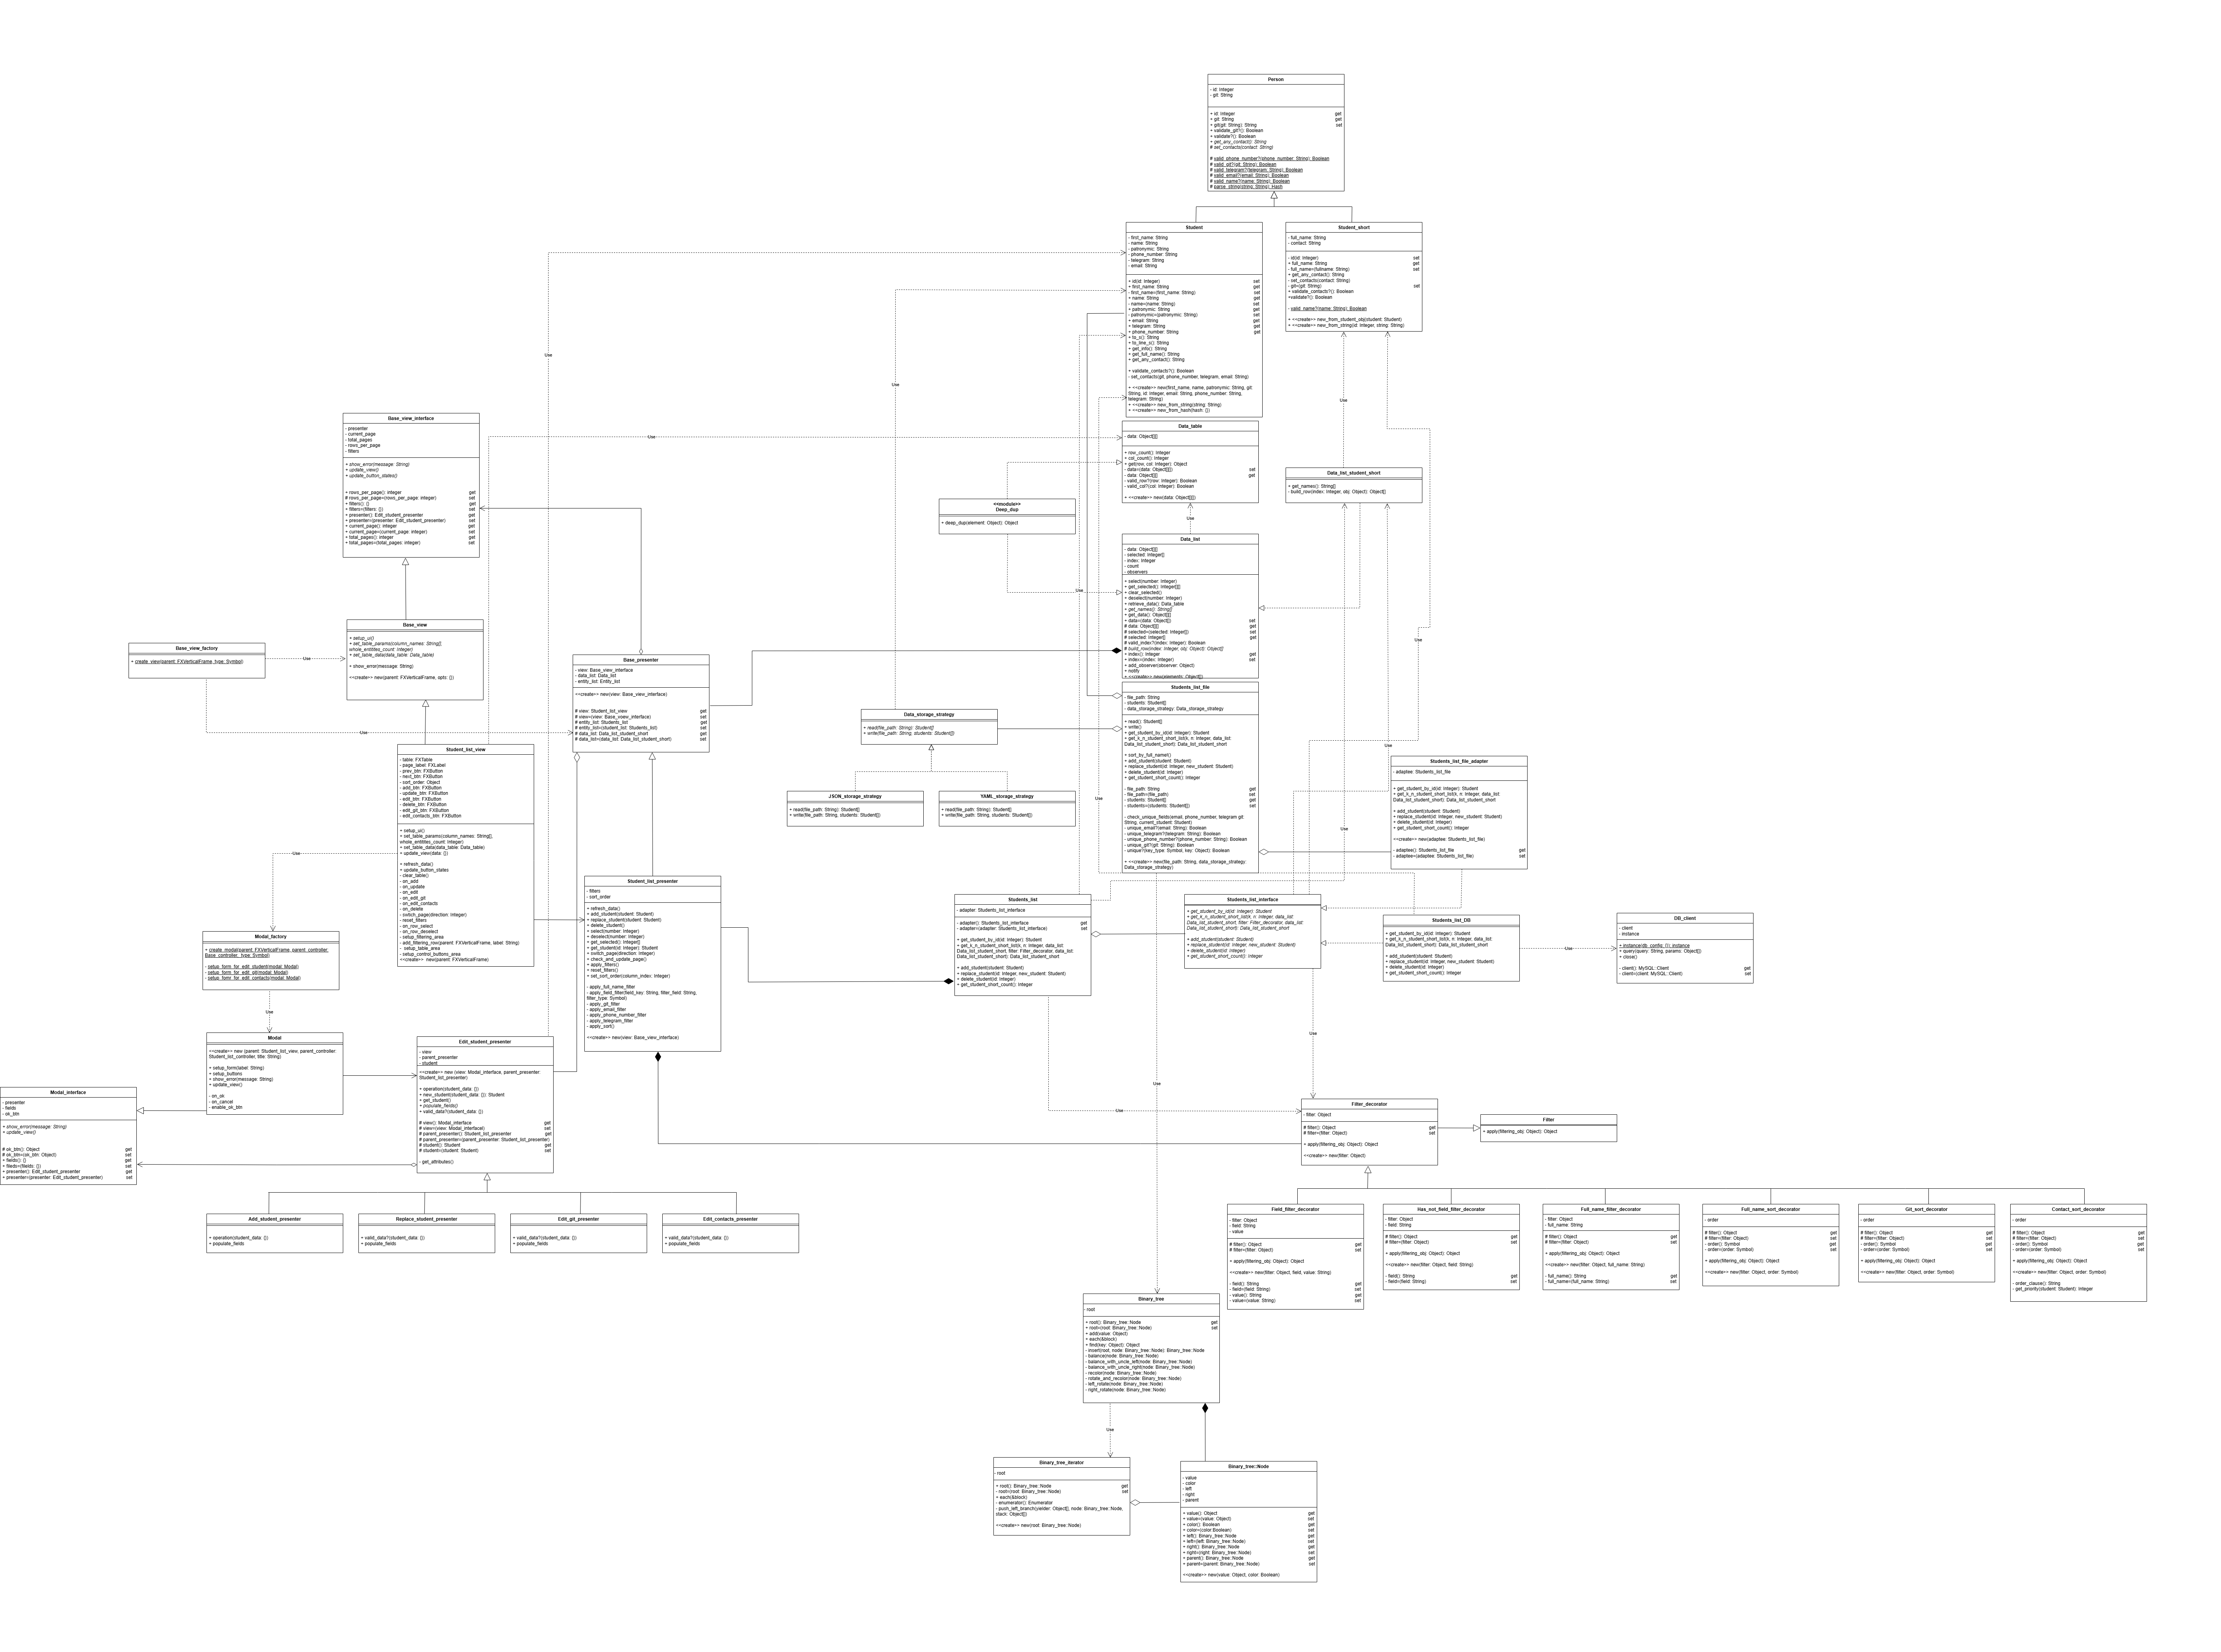 Person
- id: Integer
- git: String
+ id: Integer get
+ git: String get
+ git(git: String): String set
+ validate_git?(): Boolean
+ validate?(): Boolean
+ get_any_contact(): String
# set_contacts(contact: String)
# valid_phone_number?(phone_number: String): Boolean
# valid_git?(git: String): Boolean
# valid_telegram?(telegram: String): Boolean
# valid_email?(email: String): Boolean
# valid_name?(name: String): Boolean
# parse_string(string: String): Hash
Student
- first_name: String
- name: String
- patronymic: String
- phone_number: String
- telegram: String
- email: String
+ id(id: Integer) set
+ first_name: String get
- first_name=(first_name: String) set
+ name: String get
- name=(name: String) set
+ patronymic: String get
- patronymic=(patronymic: String) set
+ email: String get
+ telegram: String get
+ phone_number: String get
+ to_s(): String
+ to_line_s(): String
+ get_info(): String
+ get_full_name(): String
+ get_any_contact(): String
+ validate_contacts?(): Boolean
- set_contacts(git, phone_number, telegram, email: String)
+ <<create>> new(first_name, name, patronymic: String, git:
String, id: Integer, email: String, phone_number: String,
telegram: String)
+ <<create>> new_from_string(string: String)
+ <<create>> new_from_hash(hash: {})
Student_short
- full_name: String
- contact: String
- id(id: Integer) set
+ full_name: String get
- full_name=(fullname: String) set
+ get_any_contact(): String
- set_contacts(contact: String)
- git=(git: String) set
+ validate_contacts?(): Boolean
+validate?(): Boolean
- valid_name?(name: String): Boolean
+ <<create>> new_from_student_obj(student: Student)
+ <<create>> new_from_string(id: Integer, string: String)
Use
Use
Use
Use
Base_view_interface
- presenter
- current_page
- total_pages
- rows_per_page
- filters
+ show_error(message: String)
+ update_view()
+ update_button_states()
+ rows_per_page(): integer get
# rows_per_page=(rows_per_page: integer) set
+ filters(): {} get
+ filters=(filters: {}) set
+ presenter(): Edit_student_presenter get
+ presenter=(presenter: Edit_student_presenter) set
+ current_page(): integer get
+ current_page=(current_page: integer) set
+ total_pages(): integer get
+ total_pages=(total_pages: integer) set
Data_table
- data: Object[][]
+ row_count(): Integer
+ col_count(): Integer
+ get(row, col: Integer): Object
- data=(data: Object[][]) set
- data: Object[][] get
- valid_row?(row: Integer): Boolean
- valid_col?(col: Integer): Boolean
+ <<create>> new(data: Object[][])
Data_list_student_short
+ get_names(): String[]
- build_row(index: Integer, obj: Object): Object[]
<<module>>
Deep_dup
+ deep_dup(element: Object): Object
Use
Data_list
- data: Object[][]
- selected: Integer[]
- index: Integer
- count
- observers
+ select(number: Integer)
+ get_selected(): Integer[][]
+ clear_selected()
+ deselect(number: Integer)
+ retrieve_data(): Data_table
+ get_names(): String[]
+ get_data(): Object[][]
+ data=(data: Object[]) set
# data: Object[][] get
# selected=(selected: Integer[]) set
# selected: Integer[] get
# valid_index?(index: Integer): Boolean
# build_row(index: Integer, obj: Object): Object[]
+ index(): Integer get
+ index=(index: Integer) set
+ add_observer(observer: Object)
+ notify
+ <<create>> new(elements: Object[])
Use
Use
Base_view_factory
+ create_view(parent: FXVerticalFrame, type: Symbol)
Use
Base_view
+ setup_ui()
+ set_table_params(column_names: String[],
whole_entitites_count: Integer)
+ set_table_data(data_table: Data_table)
+ show_error(message: String)
<<create>> new(parent: FXVerticalFrame, opts: {})
Use
Base_presenter
- view: Base_view_interface
- data_list: Data_list
- entity_list: Entity_list
<<create>> new(view: Base_view_interface)
# view: Student_list_view get
# view=(view: Base_voew_interface) set
# entity_list: Students_list get
# entity_list=(student_list: Students_list) set
# data_list: Data_list_student_short get
# data_list=(data_list: Data_list_student_short) set
Students_list_file
- file_path: String
- students: Student[]
- data_storage_strategy: Data_storage_strategy
+ read(): Student[]
+ write()
+ get_student_by_id(id: Integer): Student
+ get_k_n_student_short_list(k, n: Integer, data_list:
Data_list_student_short): Data_list_student_short
+ sort_by_full_name!()
+ add_student(student: Student)
+ replace_student(id: Integer, new_student: Student)
+ delete_student(id: Integer)
+ get_student_short_count(): Integer
- file_path: String get
- file_path=(file_path) set
- students: Student[] get
- students=(students: Student[]) set
- check_unique_fields(email, phone_number, telegram git:
String, current_student: Student)
- unique_email?(email: String): Boolean
- unique_telegram?(telegram: String): Boolean
- unique_phone_number?(phone_number: String): Boolean
- unique_git?(git: String): Boolean
- unique?(key_type: Symbol, key: Object): Boolean
+ <<create>> new(file_path: String, data_storage_strategy:
Data_storage_strategy)
Data_storage_strategy
+ read(file_path: String): Student[]
+ write(file_path: String, students: Student[])
JSON_storage_strategy
+ read(file_path: String): Student[]
+ write(file_path: String, students: Student[])
YAML_storage_strategy
+ read(file_path: String): Student[]
+ write(file_path: String, students: Student[])
Use
Use
Use
Students_list_file_adapter
- adaptee: Students_list_file
+ get_student_by_id(id: Integer): Student
+ get_k_n_student_short_list(k, n: Integer, data_list:
Data_list_student_short): Data_list_student_short
+ add_student(student: Student)
+ replace_student(id: Integer, new_student: Student)
+ delete_student(id: Integer)
+ get_student_short_count(): Integer
<<create>> new(adaptee: Students_list_file)
- adaptee(): Students_list_file get
- adaptee=(adaptee: Students_list_file) set
Student_list_view
- table: FXTable
- page_label: FXLabel
- prev_btn: FXButton
- next_btn: FXButton
- sort_order: Object
- add_btn: FXButton
- update_btn: FXButton
- edit_btn: FXButton
- delete_btn: FXButton
- edit_git_btn: FXButton
- edit_contacts_btn: FXButton
+ setup_ui()
+ set_table_params(column_names: String[],
whole_entitites_count: Integer)
+ set_table_data(data_table: Data_table)
+ update_view(data: {})
+ refresh_data()
+ update_button_states
- clear_table()
- on_add
- on_update
- on_edit
- on_edit_git
- on_edit_contacts
- on_delete
- switch_page(direction: Integer)
- reset_filters
- on_row_select
- on_row_deselect
- setup_filtering_area
- add_filtering_row(parent: FXVerticalFrame, label: String)
- setup_table_area
- setup_control_buttons_area
<<create>> new(parent: FXVerticalFrame)
Use
Student_list_presenter
- filters
- sort_order
+ refresh_data()
+ add_student(student: Student)
+ replace_student(student: Student)
+ delete_student()
+ select(number: Integer)
+ deselect(number: Integer)
+ get_selected(): Integer[]
+ get_student(id: Integer): Student
+ switch_page(direction: Integer)
+ check_and_update_page()
+ apply_filters()
+ reset_filters()
+ set_sort_order(column_index: Integer)
- apply_full_name_filter
- apply_field_filter(field_key: String, filter_field: String,
filter_type: Symbol)
- apply_git_filter
- apply_email_filter
- apply_phone_number_filter
- apply_telegram_filter
- apply_sort()
<<create>> new(view: Base_view_interface)
Students_list
- adapter: Students_list_interface
- adapter(): Students_list_interface get
- adapter=(adapter: Students_list_interface) set
+ get_student_by_id(id: Integer): Student
+ get_k_n_student_short_list(k, n: Integer, data_list:
Data_list_student_short, filter: Filter_decorator, data_list:
Data_list_student_short): Data_list_student_short
+ add_student(student: Student)
+ replace_student(id: Integer, new_student: Student)
+ delete_student(id: Integer)
+ get_student_short_count(): Integer
Students_list_interface
+ get_student_by_id(id: Integer): Student
+ get_k_n_student_short_list(k, n: Integer, data_list:
Data_list_student_short, filter: Filter_decorator, data_list:
Data_list_student_short): Data_list_student_short
+ add_student(student: Student)
+ replace_student(id: Integer, new_student: Student)
+ delete_student(id: Integer)
+ get_student_short_count(): Integer
Students_list_DB
+ get_student_by_id(id: Integer): Student
+ get_k_n_student_short_list(k, n: Integer, data_list:
Data_list_student_short): Data_list_student_short
+ add_student(student: Student)
+ replace_student(id: Integer, new_student: Student)
+ delete_student(id: Integer)
+ get_student_short_count(): Integer
Use
DB_client
- client
- instance
+ instance(db_config: {}): instance
+ query(query: String, params: Object[])
+ close()
- client(): MySQL: Client get
- client=(client: MySQL: Client) set
Modal_factory
+ create_modal(parent: FXVerticalFrame, parent_controller:
Base_controller, type: Symbol)
- setup_form_for_edit_student(modal: Modal)
- setup_form_for_edit_git(modal: Modal)
- setup_form_for_edit_contacts(modal: Modal)
Use
Modal
<<create>> new (parent: Student_list_view, parent_controller:
Student_list_controller, title: String)
+ setup_form(label: String)
+ setup_buttons
+ show_error(message: String)
+ update_view()
- on_ok
- on_cancel
- enable_ok_btn
Modal_interface
- presenter
- fields
- ok_btn
+ show_error(message: String)
+ update_view()
# ok_btn(): Object get
# ok_btn=(ok_btn: Object) set
+ fields(): {} get
+ fileds=(fileds: {}) set
+ presenter(): Edit_student_presenter get
+ presenter=(presenter: Edit_student_presenter) set
Edit_student_presenter
- view
- parent_presenter
- student
<<create>> new (view: Modal_interface, parent_presenter:
Student_list_presenter)
+ operation(student_data: {})
+ new_student(student_data: {}): Student
+ get_student()
+ populate_fields()
+ valid_data?(student_data: {})
# view(): Modal_interface get
# view=(view: Modal_interface) set
# parent_presenter(): Student_list_presenter get
# parent_presenter=(parent_presenter: Student_list_presenter) set
# student(): Student get
# student=(student: Student) set
- get_attributes()
Add_student_presenter
+ operation(student_data: {})
+ populate_fields
Replace_student_presenter
+ valid_data?(student_data: {})
+ populate_fields
Edit_git_presenter
+ valid_data?(student_data: {})
+ populate_fields
Edit_contacts_presenter
+ valid_data?(student_data: {})
+ populate_fields
Use
Use
Use
Filter_decorator
- filter: Object
# filter(): Object get
# filter=(filter: Object) set
+ apply(filtering_obj: Object): Object
<<create>> new(filter: Object)
Filter
+ apply(filtering_obj: Object): Object
Field_filter_decorator
- filter: Object
- field: String
- value
# filter(): Object get
# filter=(filter: Object) set
+ apply(filtering_obj: Object): Object
<<create>> new(filter: Object, field, value: String)
- field(): String get
- field=(field: String) set
- value(): String get
- value=(value: String) set
Has_not_field_filter_decorator
- filter: Object
- field: String
# filter(): Object get
# filter=(filter: Object) set
+ apply(filtering_obj: Object): Object
<<create>> new(filter: Object, field: String)
- field(): String get
- field=(field: String) set
Full_name_filter_decorator
- filter: Object
- full_name: String
# filter(): Object get
# filter=(filter: Object) set
+ apply(filtering_obj: Object): Object
<<create>> new(filter: Object, full_name: String)
- full_name(): String get
- full_name=(full_name: String) set
Full_name_sort_decorator
- order
# filter(): Object get
# filter=(filter: Object) set
- order(): Symbol get
- order=(order: Symbol) set
+ apply(filtering_obj: Object): Object
<<create>> new(filter: Object, order: Symbol)
Git_sort_decorator
- order
# filter(): Object get
# filter=(filter: Object) set
- order(): Symbol get
- order=(order: Symbol) set
+ apply(filtering_obj: Object): Object
<<create>> new(filter: Object, order: Symbol)
Contact_sort_decorator
- order
# filter(): Object get
# filter=(filter: Object) set
- order(): Symbol get
- order=(order: Symbol) set
+ apply(filtering_obj: Object): Object
<<create>> new(filter: Object, order: Symbol)
- order_clause(): String
- get_priority(student: Student): Integer
Binary_tree
- root
+ root(): Binary_tree: Node get
+ root=(root: Binary_tree: Node) set
+ add(value: Object)
+ each(&block)
+ find(key: Object): Object
- insert(root, node: Binary_tree::Node): Binary_tree: Node
- balance(node: Binary_tree: Node)
- balance_with_uncle_left(node: Binary_tree: Node)
- balance_with_uncle_right(node: Binary_tree: Node)
- recolor(node: Binary_tree: Node)
- rotate_and_recolor(node: Binary_tree: Node)
- left_rotate(node: Binary_tree: Node)
- right_rotate(node: Binary_tree: Node)
Use
Binary_tree_iterator
- root
+ root(): Binary_tree: Node get
- root=(root: Binary_tree: Node) set
+ each(&block)
- enumerator(): Enumerator
- push_left_branch(yielder: Object[], node: Binary_tree::Node,
stack: Object[])
<<create>> new(root: Binary_tree: Node)
Binary_tree::Node
- value
- color
- left
- right
- parent
+ value(): Object get
+ value=(value: Object) set
+ color(): Boolean get
+ color=(color:Boolean) set
+ left(): Binary_tree: Node get
+ left=(left: Binary_tree: Node) set
+ right(): Binary_tree: Node get
+ right=(right: Binary_tree: Node) set
+ parent(): Binary_tree: Node get
+ parent=(parent: Binary_tree: Node) set
<<create>> new(value: Object, color: Boolean)